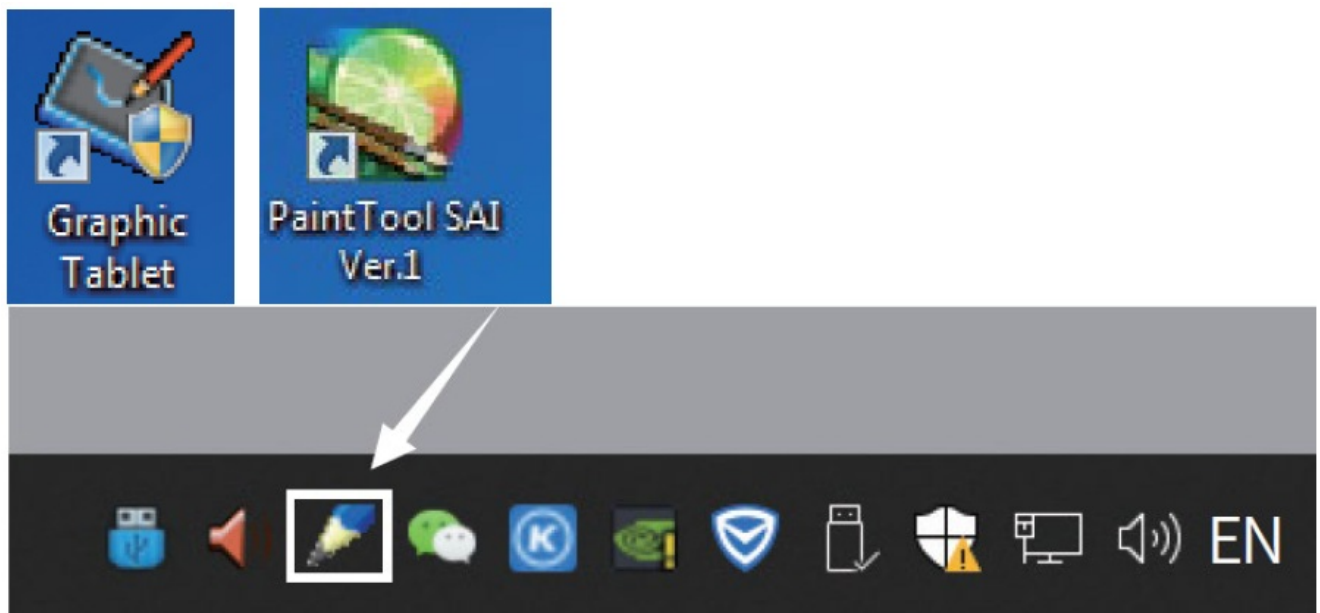 Graphic
Tablet
PaintTool SAI
Ver.1
K
EN